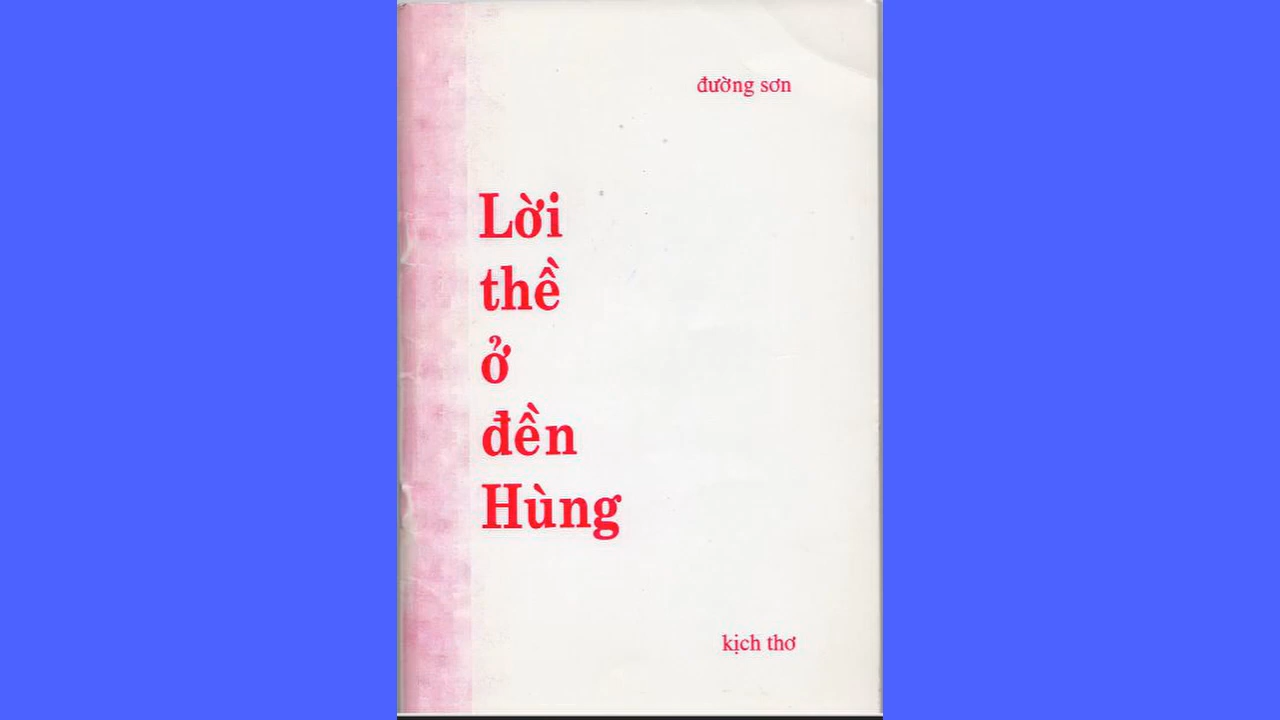 đường sơn
Lời
thề
ở
đền
Hùng
kịch thơ